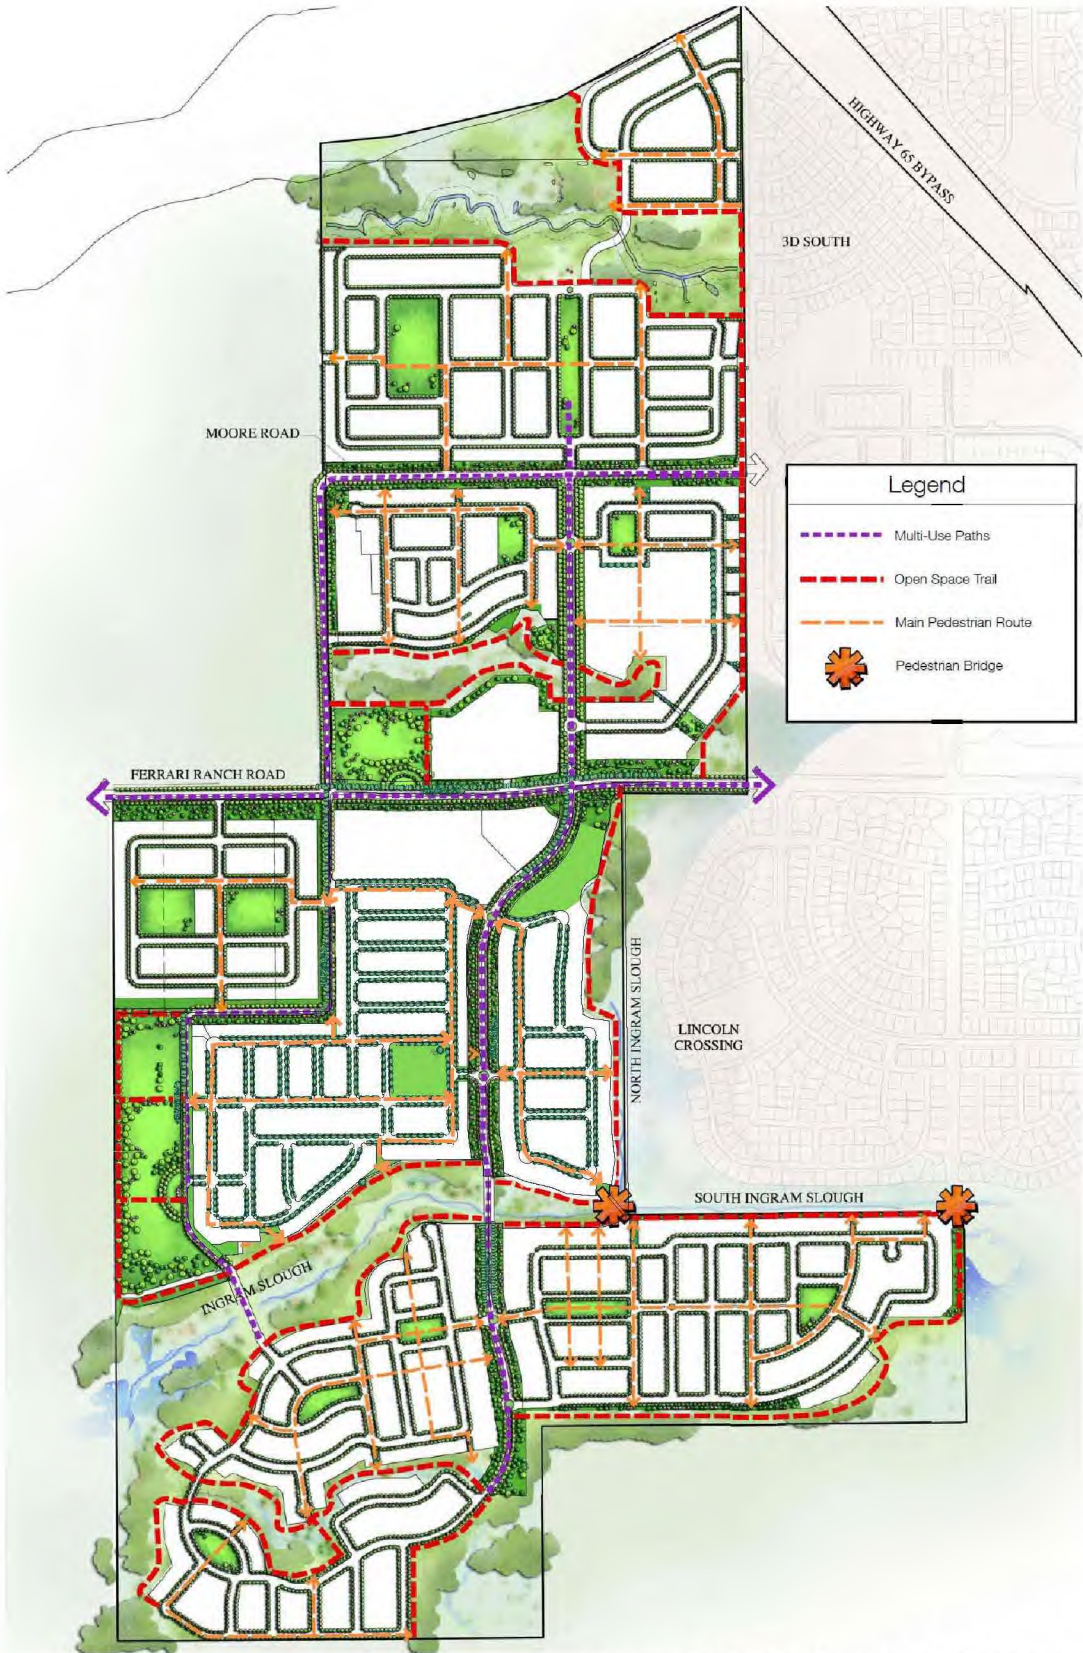 HIGHWAY 65 BYPASS
3D SOUTH
MOORE ROAD
Legend
Multi-Use Paths
Open Space Trail
Main Pedestrian Route
Pedestrian Bridge
FERRARI RANCH ROAD
NORTH INGRAM SLOUGH
LINCOLN
CROSSING
SOUTH INGRAM SLOUGH
INGRAM SLOUGH